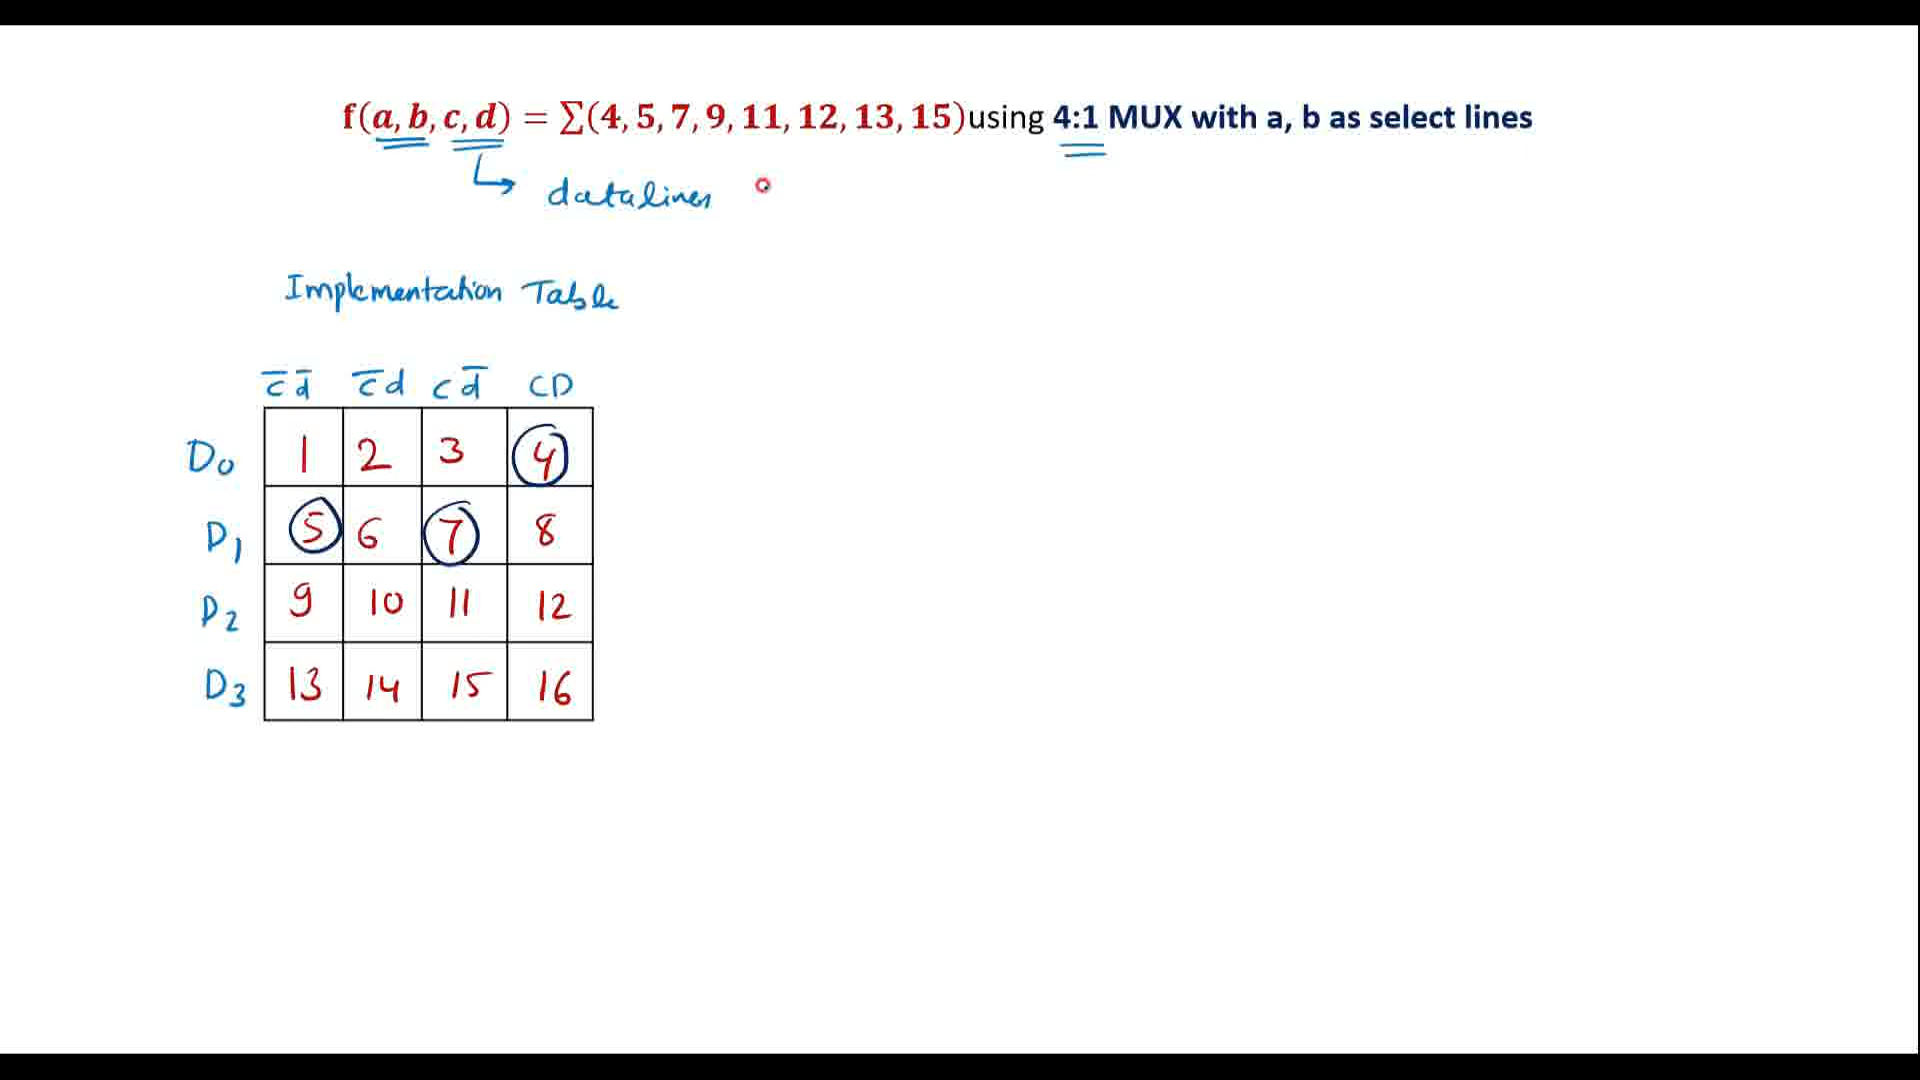 f(a, b, c, d) = ∑(4, 5, 7, 9, 11, 12, 13, 15)using 4:1 MUX with a, b as select lines
datalines
Implementation Table
c̅ d̅ c̅ d c d̅ CD
D0 1 2 3 4
D1 5 6 7 8
D2 9 10 11 12
D3 13 14 15 16